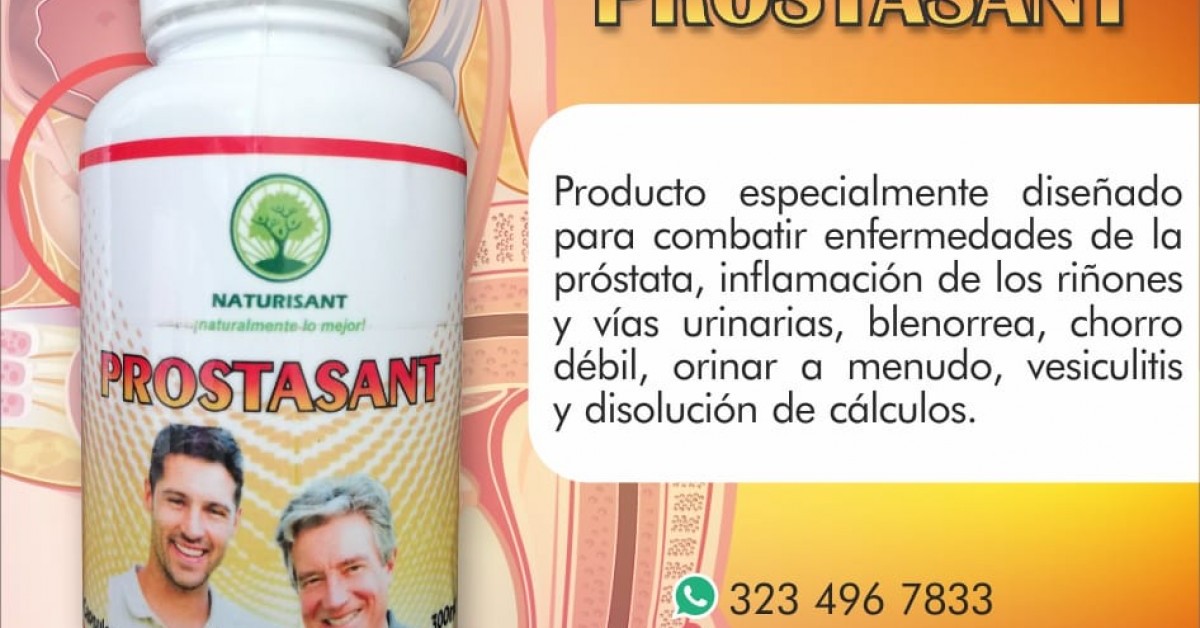 PROSTASANT
NATURISANT
¡naturalmente lo mejor!
PROSTASANT
Producto especialmente diseñado
para combatir enfermedades de la
próstata, inflamación de los riñones
y vías urinarias, blenorrea, chorro
débil, orinar a menudo, vesiculitis
y disolución de cálculos.
323 496 7833